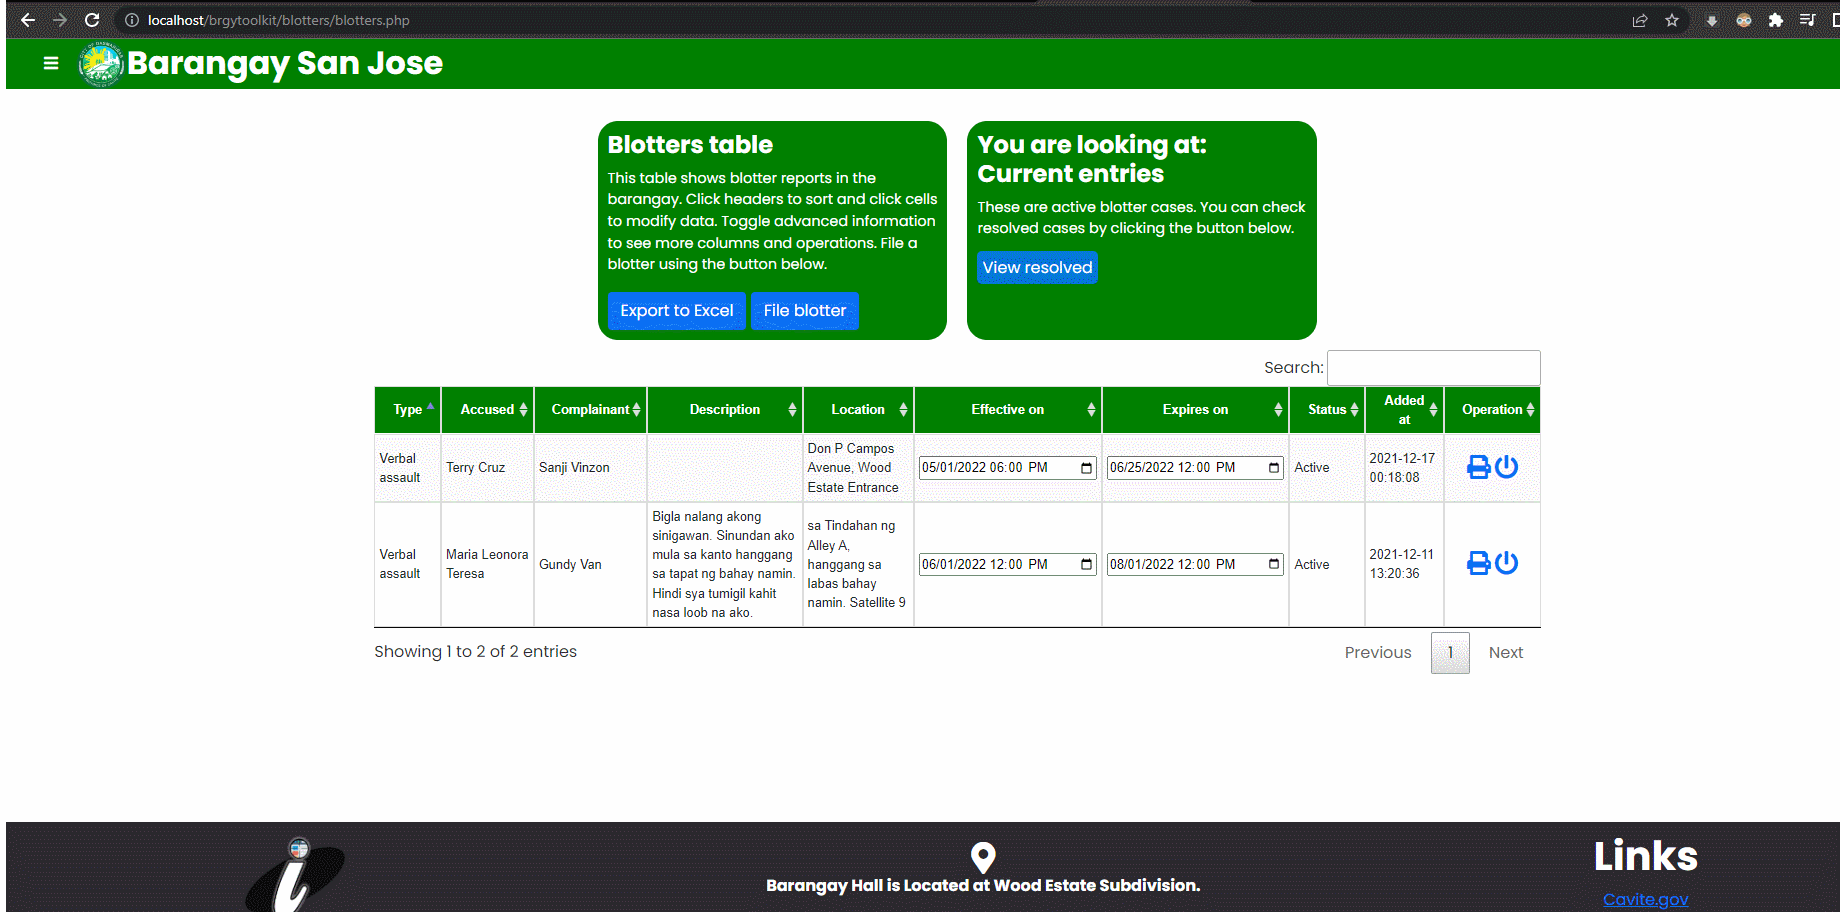 localhost/brgytoolkit/blotters/blotters.php
Barangay San Jose
Blotters table
This table shows blotter reports in the
barangay. Click headers to sort and click cells
to modify data. Toggle advanced information
to see more columns and operations. File a
blotter using the button below.
Export to Excel
File blotter
You are looking at:
Current entries
These are active blotter cases. You can check
resolved cases by clicking the button below.
View resolved
Search:
Type
Accused
Complainant
Description
Location
Effective on
Expires on
Status
Added
at
Operation
Verbal
assault
Terry Cruz
Sanji Vinzon
Don P Campos
Avenue, Wood
Estate Entrance
05/01/2022 06:00 PM
06/25/2022 12:00 PM
Active
2021-12-17
00:18:08
Verbal
assault
Maria Leonora
Teresa
Gundy Van
Bigla nalang akong
sinigawan. Sinundan ako
mula sa kanto hanggang
sa tapat ng bahay namin.
Hindi sya tumigil kahit
nasa loob na ako.
sa Tindahan ng
Alley A,
hanggang sa
labas bahay
namin. Satellite 9
06/01/2022 12:00 PM
08/01/2022 12:00 PM
Active
2021-12-11
13:20:36
Showing 1 to 2 of 2 entries
Previous
1
Next
Barangay Hall is Located at Wood Estate Subdivision.
Links
Cavite.gov